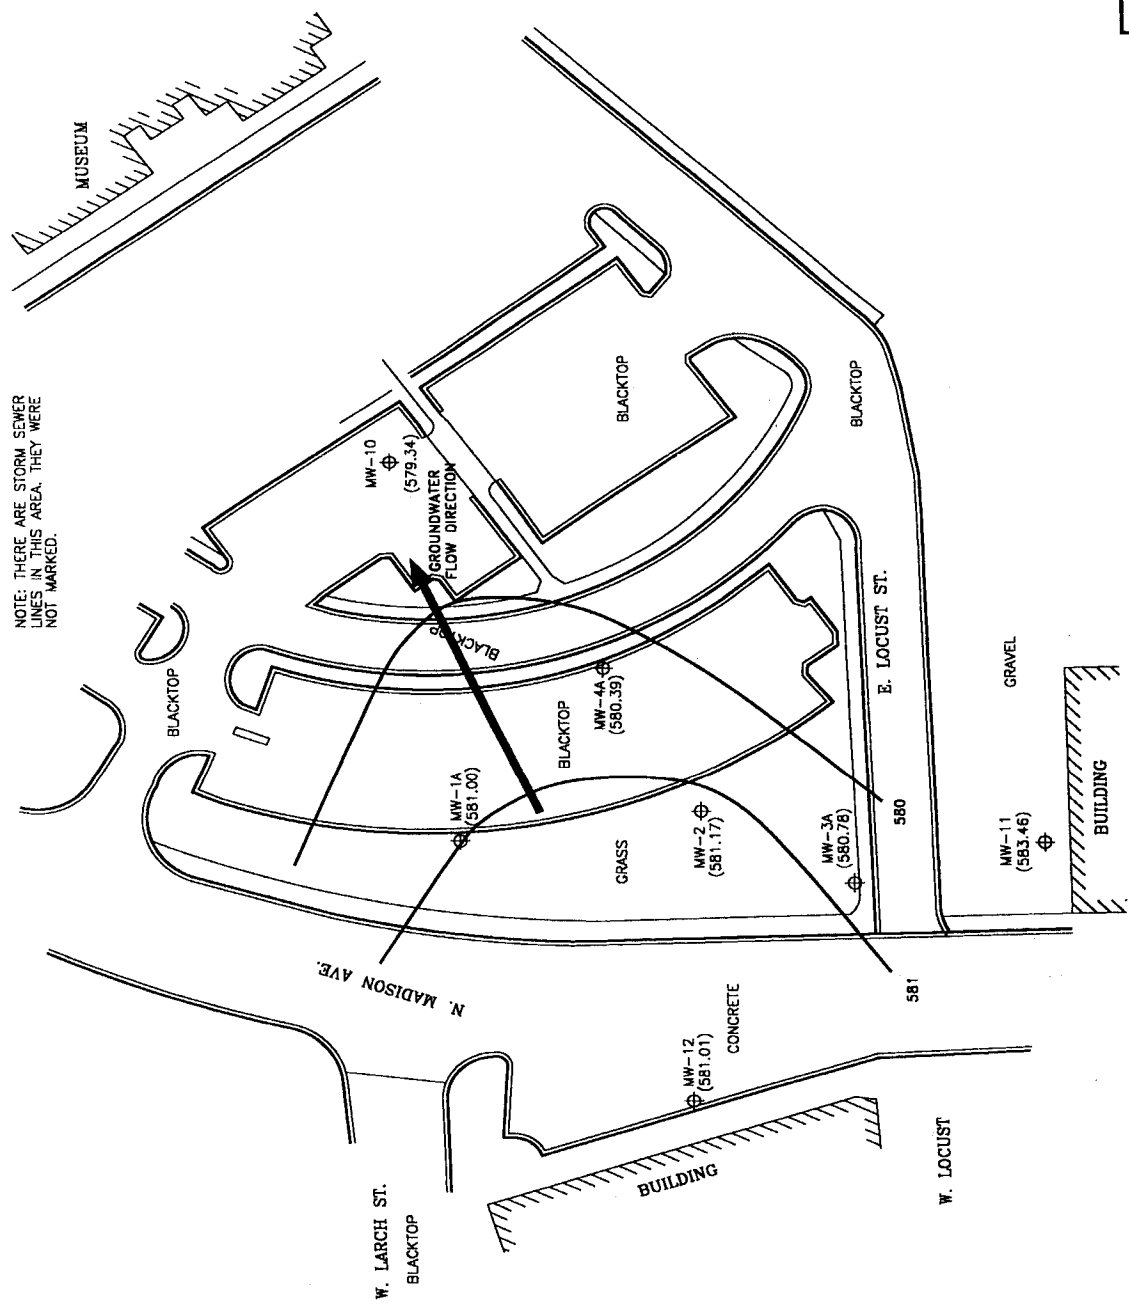 MUSEUM
NOTE: THERE ARE STORM SEWER
LINES IN THIS AREA. THEY WERE
NOT MARKED.
BLACKTOP
MW-10
(579.34)
GROUNDWATER
FLOW DIRECTION
BLACKTOP
BLACKTOP
BLACKTOP
BLACKTOP
MW-4A
(580.39)
MW-1A
(581.00)
GRASS
MW-2
(581.17)
MW-3A
(580.78)
E. LOCUST ST.
580
GRAVEL
MW-11
(583.46)
BUILDING
N. MADISON AVE.
581
CONCRETE
MW-12
(581.01)
BUILDING
W. LARCH ST.
BLACKTOP
W. LOCUST